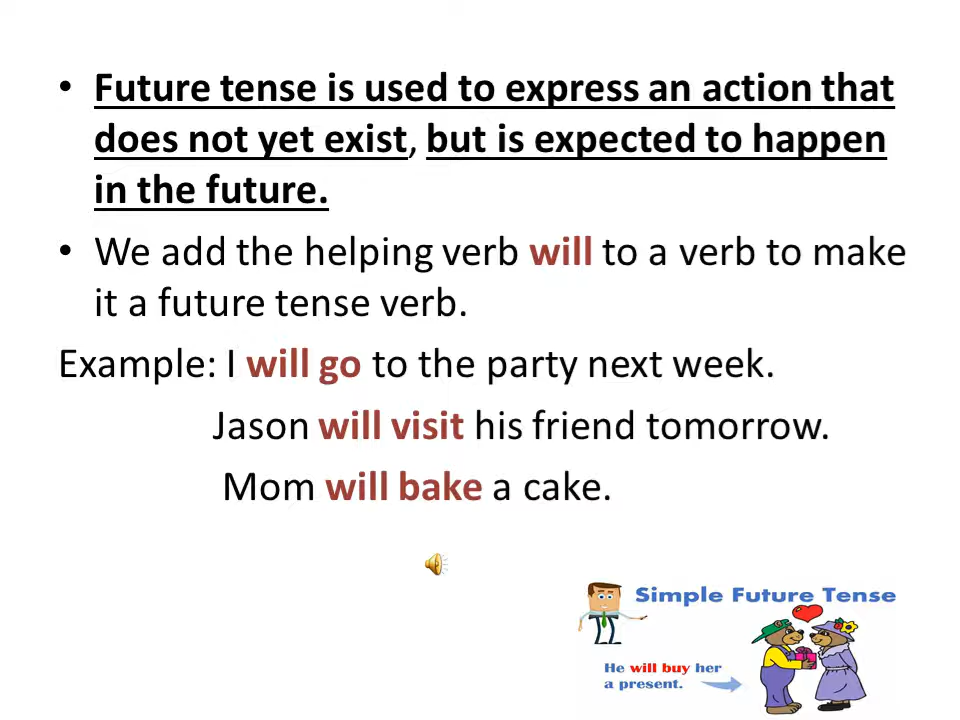 • Future tense is used to express an action that
does not yet exist, but is expected to happen
in the future.
• We add the helping verb will to a verb to make
it a future tense verb.
Example: I will go to the party next week.
Jason will visit his friend tomorrow.
Mom will bake a cake.
Simple Future Tense
He will buy her
a present.